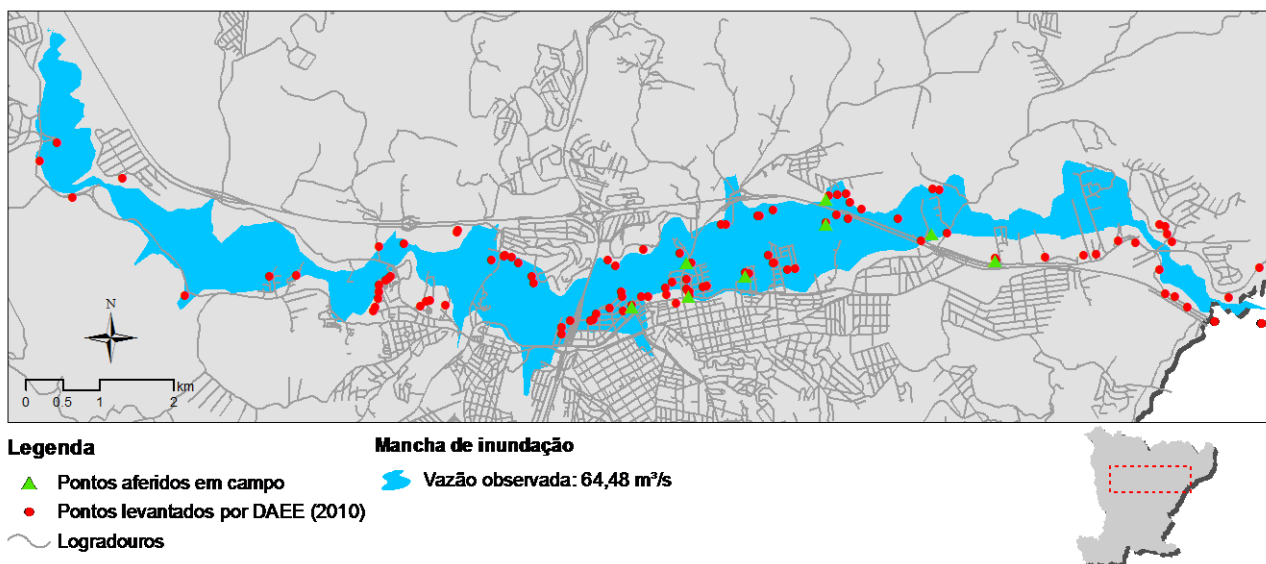 N
km
0 0.5 1 2
Legenda
Pontos aferidos em campo
Pontos levantados por DAEE (2010)
Logradouros
Mancha de inundação
Vazão observada: 64,48 m³/s